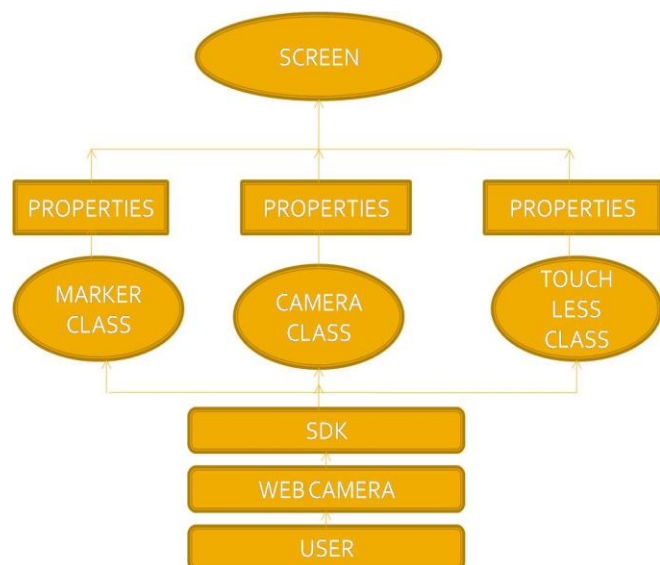 SCREEN
PROPERTIES
PROPERTIES
PROPERTIES
MARKER
CLASS
CAMERA
CLASS
TOUCH
LESS
CLASS
SDK
WEB CAMERA
USER